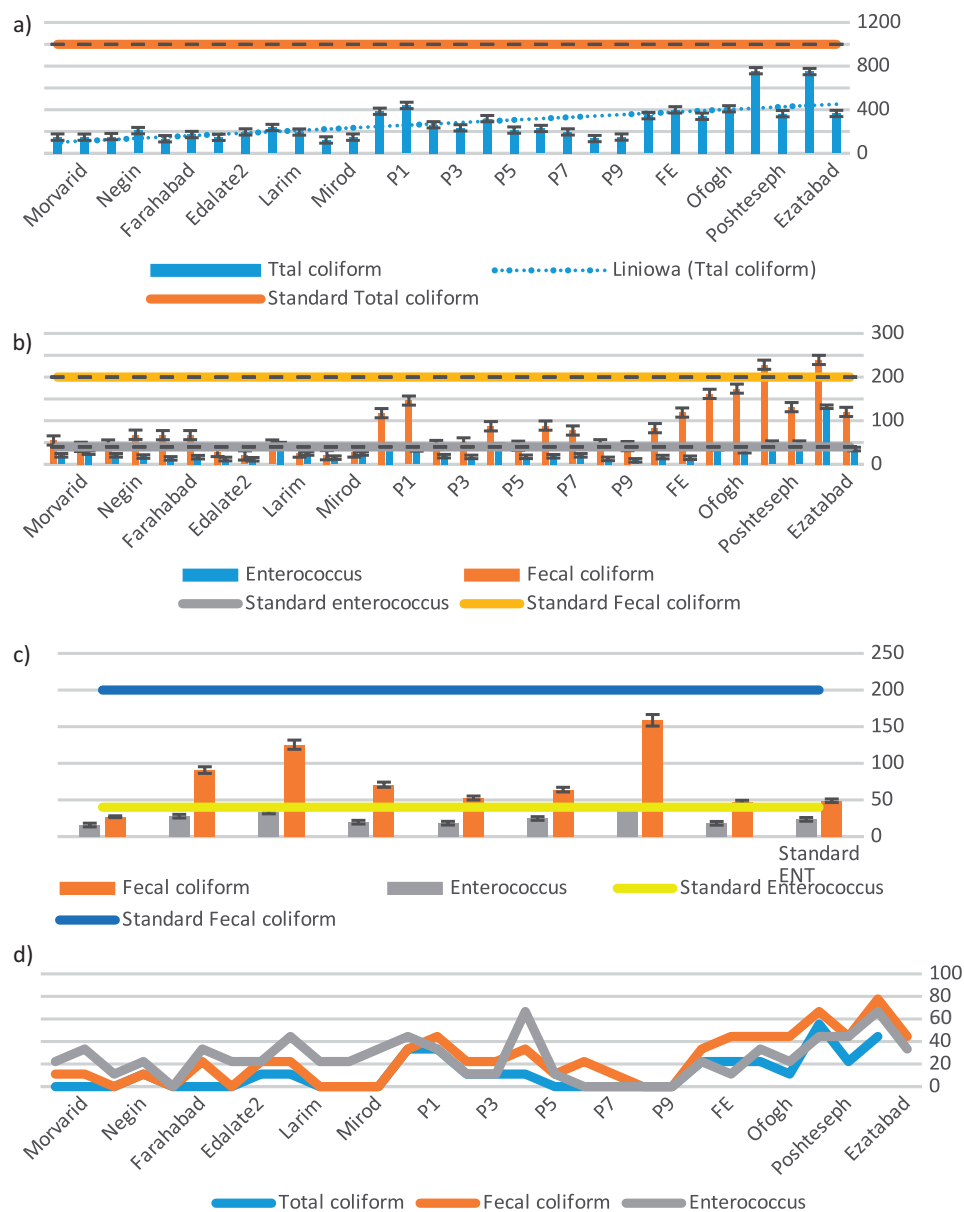 a)
1200
800
400
0
Morvarid Negin Farahabad Edalate2 Larim Mirod P1 P3 P5 P7 P9 FE Ofogh Poshteseph Ezatabad
Ttal coliform Liniowa (Ttal coliform)
Standard Total coliform
b)
300
200
100
0
Morvarid Negin Farahabad Edalate2 Larim Mirod P1 P3 P5 P7 P9 FE Ofogh Poshteseph Ezatabad
Enterococcus Fecal coliform
Standard enterococcus Standard Fecal coliform
c)
250
200
150
100
50
0
Standard
ENT
Fecal coliform Enterococcus Standard Enterococcus
Standard Fecal coliform
d)
100
80
60
40
20
0
Morvarid Negin Farahabad Edalate2 Larim Mirod P1 P3 P5 P7 P9 FE Ofogh Poshteseph Ezatabad
Total coliform Fecal coliform Enterococcus